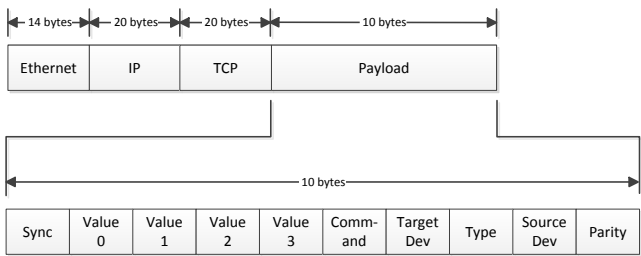 14 bytes 20 bytes 20 bytes 10 bytes
Ethernet IP TCP Payload
10 bytes
Sync Value 0 Value 1 Value 2 Value 3 Comm-and Target Dev Type Source Dev Parity